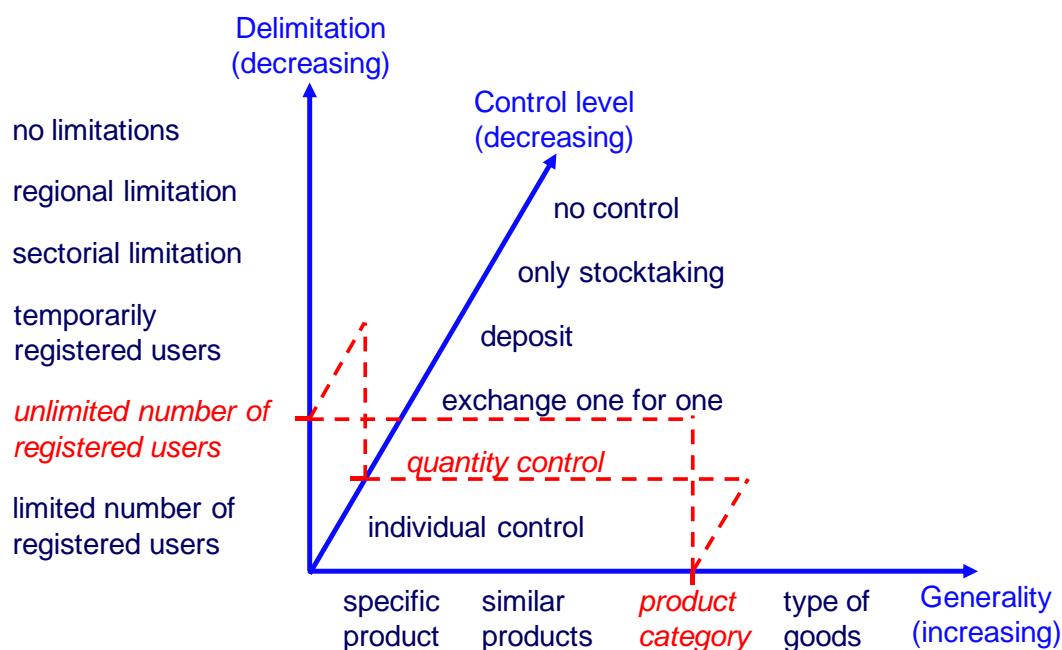 Delimitation
(decreasing)
Control level
(decreasing)
no limitations
regional limitation
no control
sectorial limitation
only stocktaking
temporarily
registered users
deposit
unlimited number of
registered users
exchange one for one
quantity control
limited number of
registered users
individual control
specific
product
similar
products
product
category
type of
goods
Generality
(increasing)